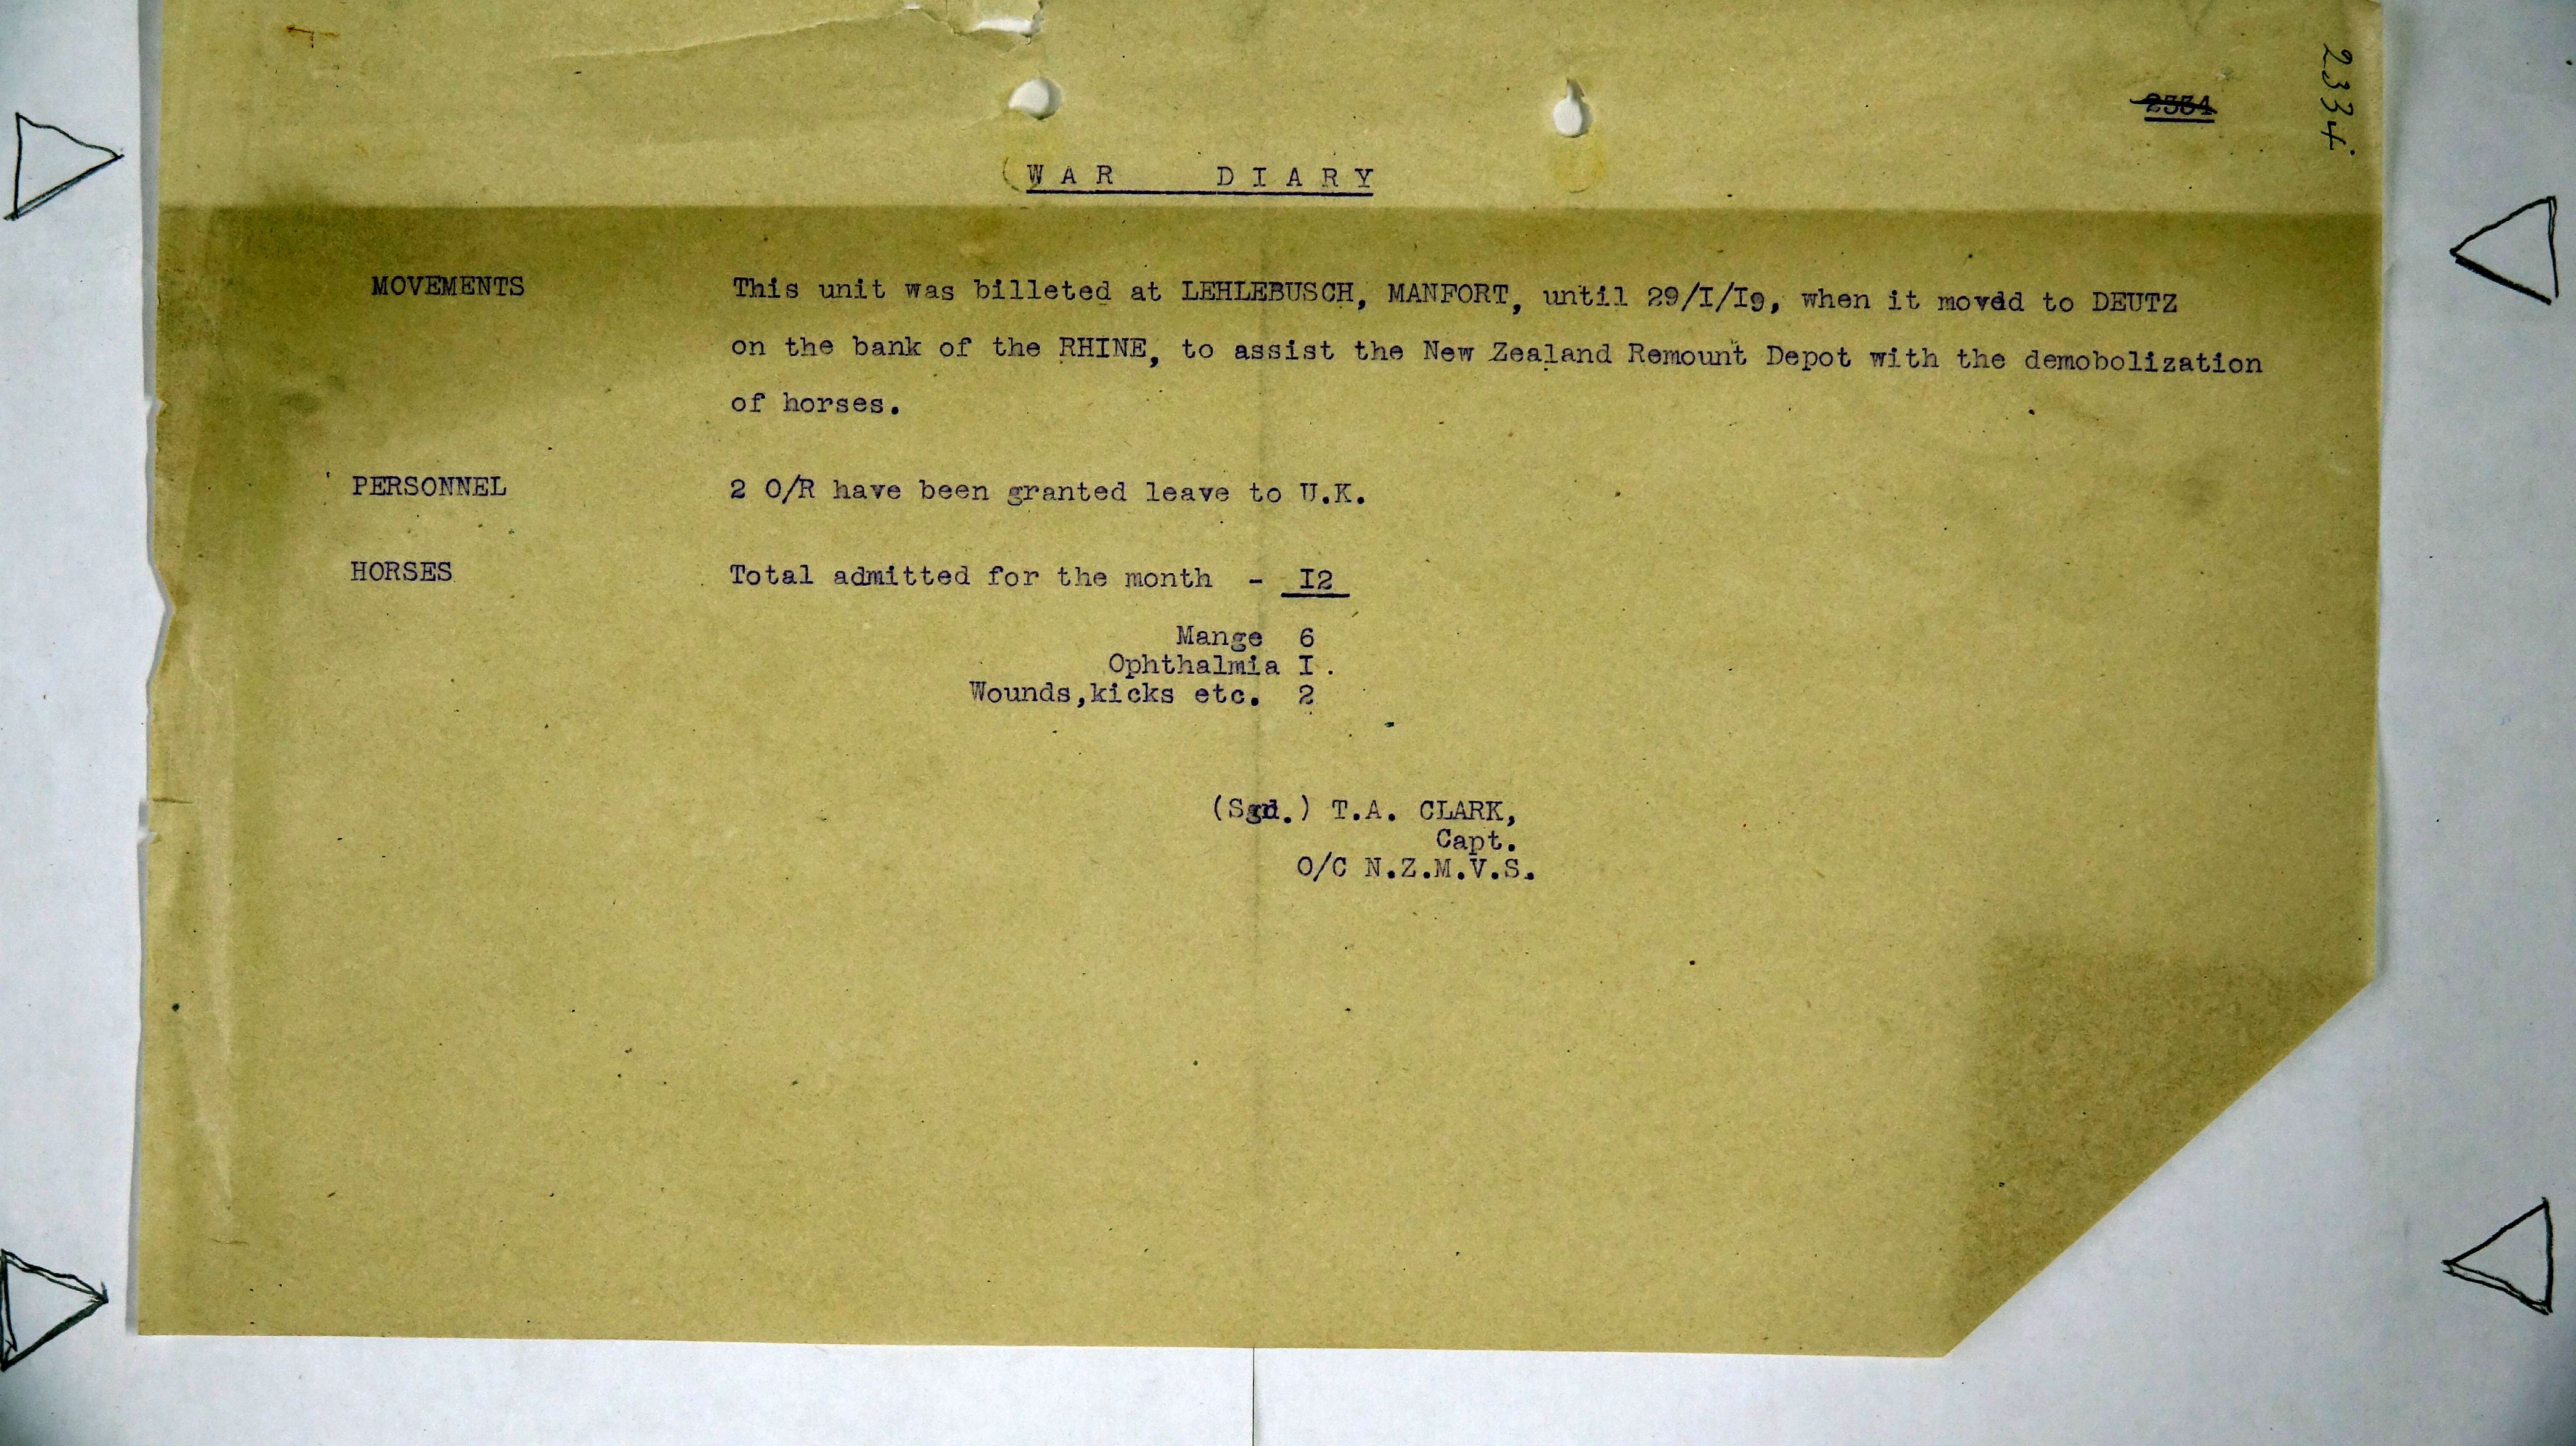 2334
2334
WAR DIARY
MOVEMENTS This unit was billeted at LEHLEBUSCH, MANFORT, until 29/I/I9, when it moved to DEUTZ
on the bank of the RHINE, to assist the New Zealand Remount Depot with the demobolization
of horses.
PERSONNEL 2 O/R have been granted leave to U.K.
HORSES Total admitted for the month - I2
Mange 6
Ophthalmia I.
Wounds,kicks etc. 2
(Sgd.) T.A. CLARK,
Capt.
O/C N.Z.M.V.S.